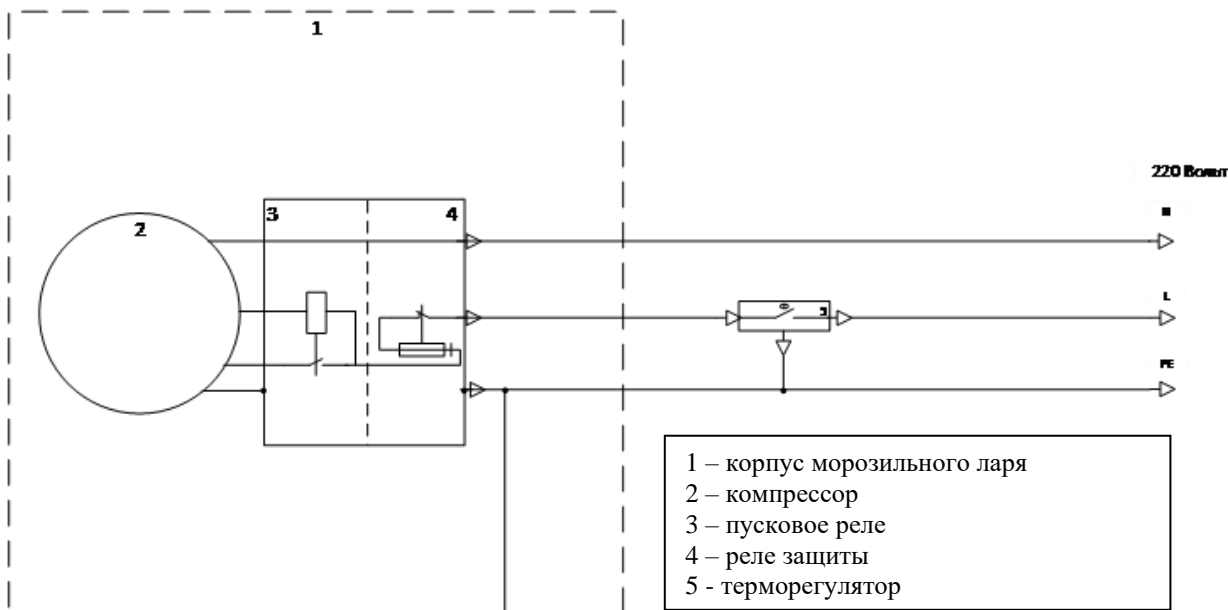 1
220 Вольт
3
4
2
N
L
PE
1 – корпус морозильного ларя
2 – компрессор
3 – пусковое реле
4 – реле защиты
5 - терморегулятор